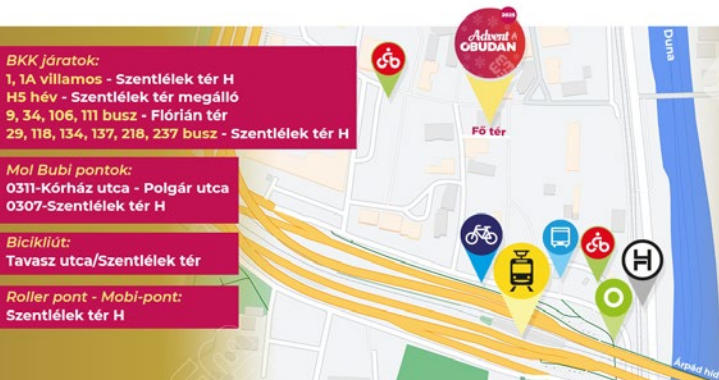 BKK járatok:
1, 1A villamos - Szentlélek tér H
H5 hév - Szentlélek tér megálló
9, 34, 106, 111 busz - Flórián tér
29, 118, 134, 137, 218, 237 busz - Szentlélek tér H
Mol Bubi pontok:
0311-Kórház utca - Polgár utca
0307-Szentlélek tér H
Bicikliút:
Tavasz utca/Szentlélek tér
Roller pont - Mobi-pont:
Szentlélek tér H
2025
Advent A
ÓBUDAN
Fő tér
Duna
H
Árpád híd